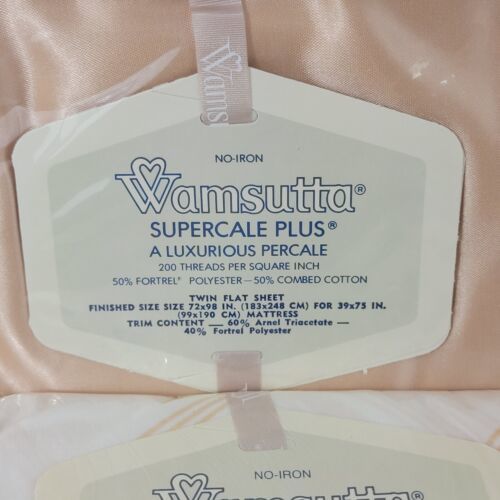 Wams
NO-IRON
Wamsutta®
SUPERCALE PLUS®
A LUXURIOUS PERCALE
200 THREADS PER SQUARE INCH
50% FORTREL® POLYESTER—50% COMBED COTTON
TWIN FLAT SHEET
FINISHED SIZE SIZE 72x98 IN. (183x248 CM) FOR 39x75 IN.
(99x190 CM) MATTRESS
TRIM CONTENT — 60% Arnel Triacetate —
40% Fortrel Polyester
NO-IRON
Wamsutta®